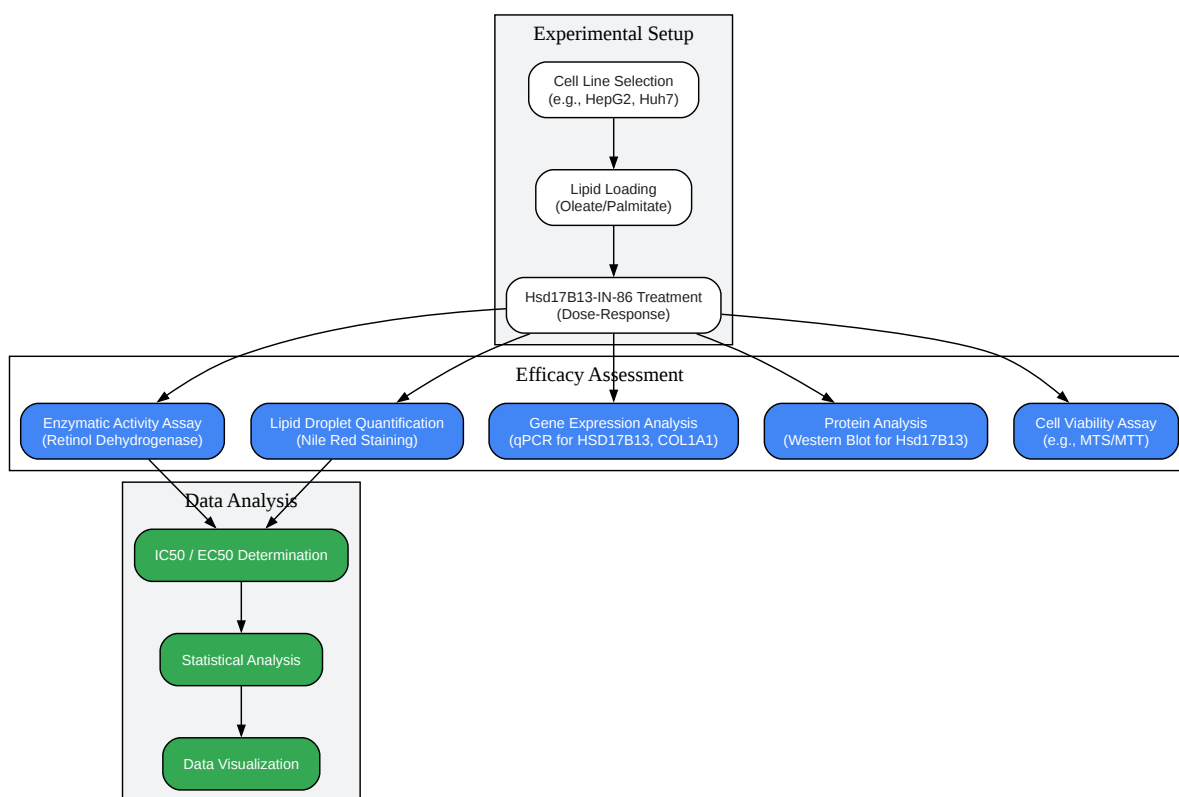 Experimental Setup
Cell Line Selection
(e.g., HepG2, Huh7)
Lipid Loading
(Oleate/Palmitate)
Hsd17B13-IN-86 Treatment
(Dose-Response)
Efficacy Assessment
Enzymatic Activity Assay
(Retinol Dehydrogenase)
Lipid Droplet Quantification
(Nile Red Staining)
Gene Expression Analysis
(qPCR for HSD17B13, COL1A1)
Protein Analysis
(Western Blot for Hsd17B13)
Cell Viability Assay
(e.g., MTS/MTT)
Data Analysis
IC50 / EC50 Determination
Statistical Analysis
Data Visualization